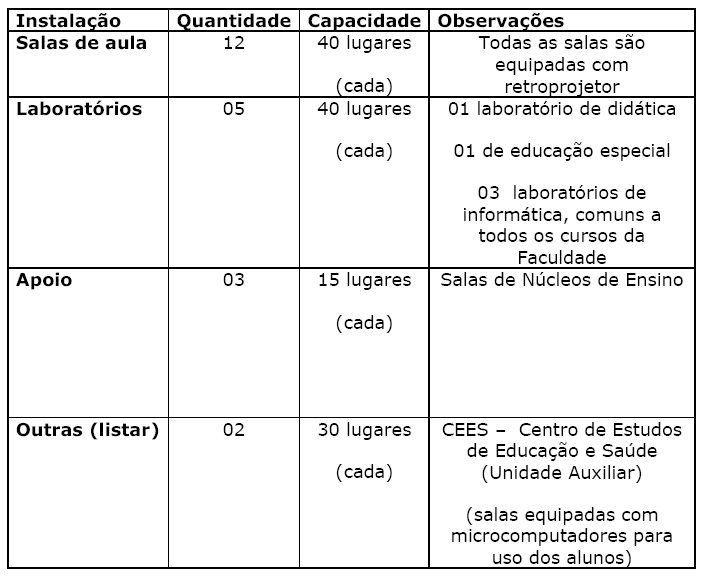 Instalação Quantidade Capacidade Observações
Salas de aula 12 40 lugares Todas as salas são
equipadas com
(cada) retroprojetor
Laboratórios 05 40 lugares 01 laboratório de didática
(cada) 01 de educação especial
03 laboratórios de
informática, comuns a
todos os cursos da
Faculdade
Apoio 03 15 lugares Salas de Núcleos de Ensino
(cada)
Outras (listar) 02 30 lugares CEES – Centro de Estudos
de Educação e Saúde
(cada) (Unidade Auxiliar)
(salas equipadas com
microcomputadores para
uso dos alunos)